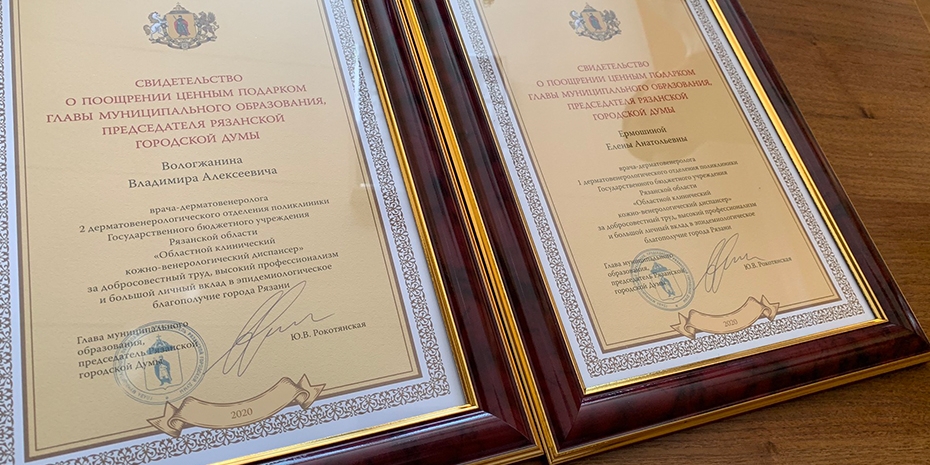 СВИДЕТЕЛЬСТВО
О ПООЩРЕНИИ ЦЕННЫМ ПОДАРКОМ
ГЛАВЫ МУНИЦИПАЛЬНОГО ОБРАЗОВАНИЯ,
ПРЕДСЕДАТЕЛЯ РЯЗАНСКОЙ
ГОРОДСКОЙ ДУМЫ
Вологжанина
Владимира Алексеевича
врача-дерматовенеролога
2 дерматовенерологического отделения поликлиники
Государственного бюджетного учреждения
Рязанской области
«Областной клинический
кожно-венерологический диспансер»
за добросовестный труд, высокий профессионализм
и большой личный вклад в эпидемиологическое
благополучие города Рязани
Глава муниципального
образования,
председатель Рязанской
городской Думы
Ю.В. Рокотянская
2020
СВИДЕТЕЛЬСТВО
О ПООЩРЕНИИ ЦЕННЫМ ПОДАРКОМ
ГЛАВЫ МУНИЦИПАЛЬНОГО ОБРАЗОВАНИЯ,
ПРЕДСЕДАТЕЛЯ РЯЗАНСКОЙ
ГОРОДСКОЙ ДУМЫ
Ермошиной
Елены Анатольевны
врача-дерматовенеролога
1 дерматовенерологического отделения поликлиники
Государственного бюджетного учреждения
Рязанской области
«Областной клинический
кожно-венерологический диспансер»
за добросовестный труд, высокий профессионализм
и большой личный вклад в эпидемиологическое
благополучие города Рязани
Глава муниципального
образования,
председатель Рязанской
городской Думы
Ю.В. Рокотянская
2020